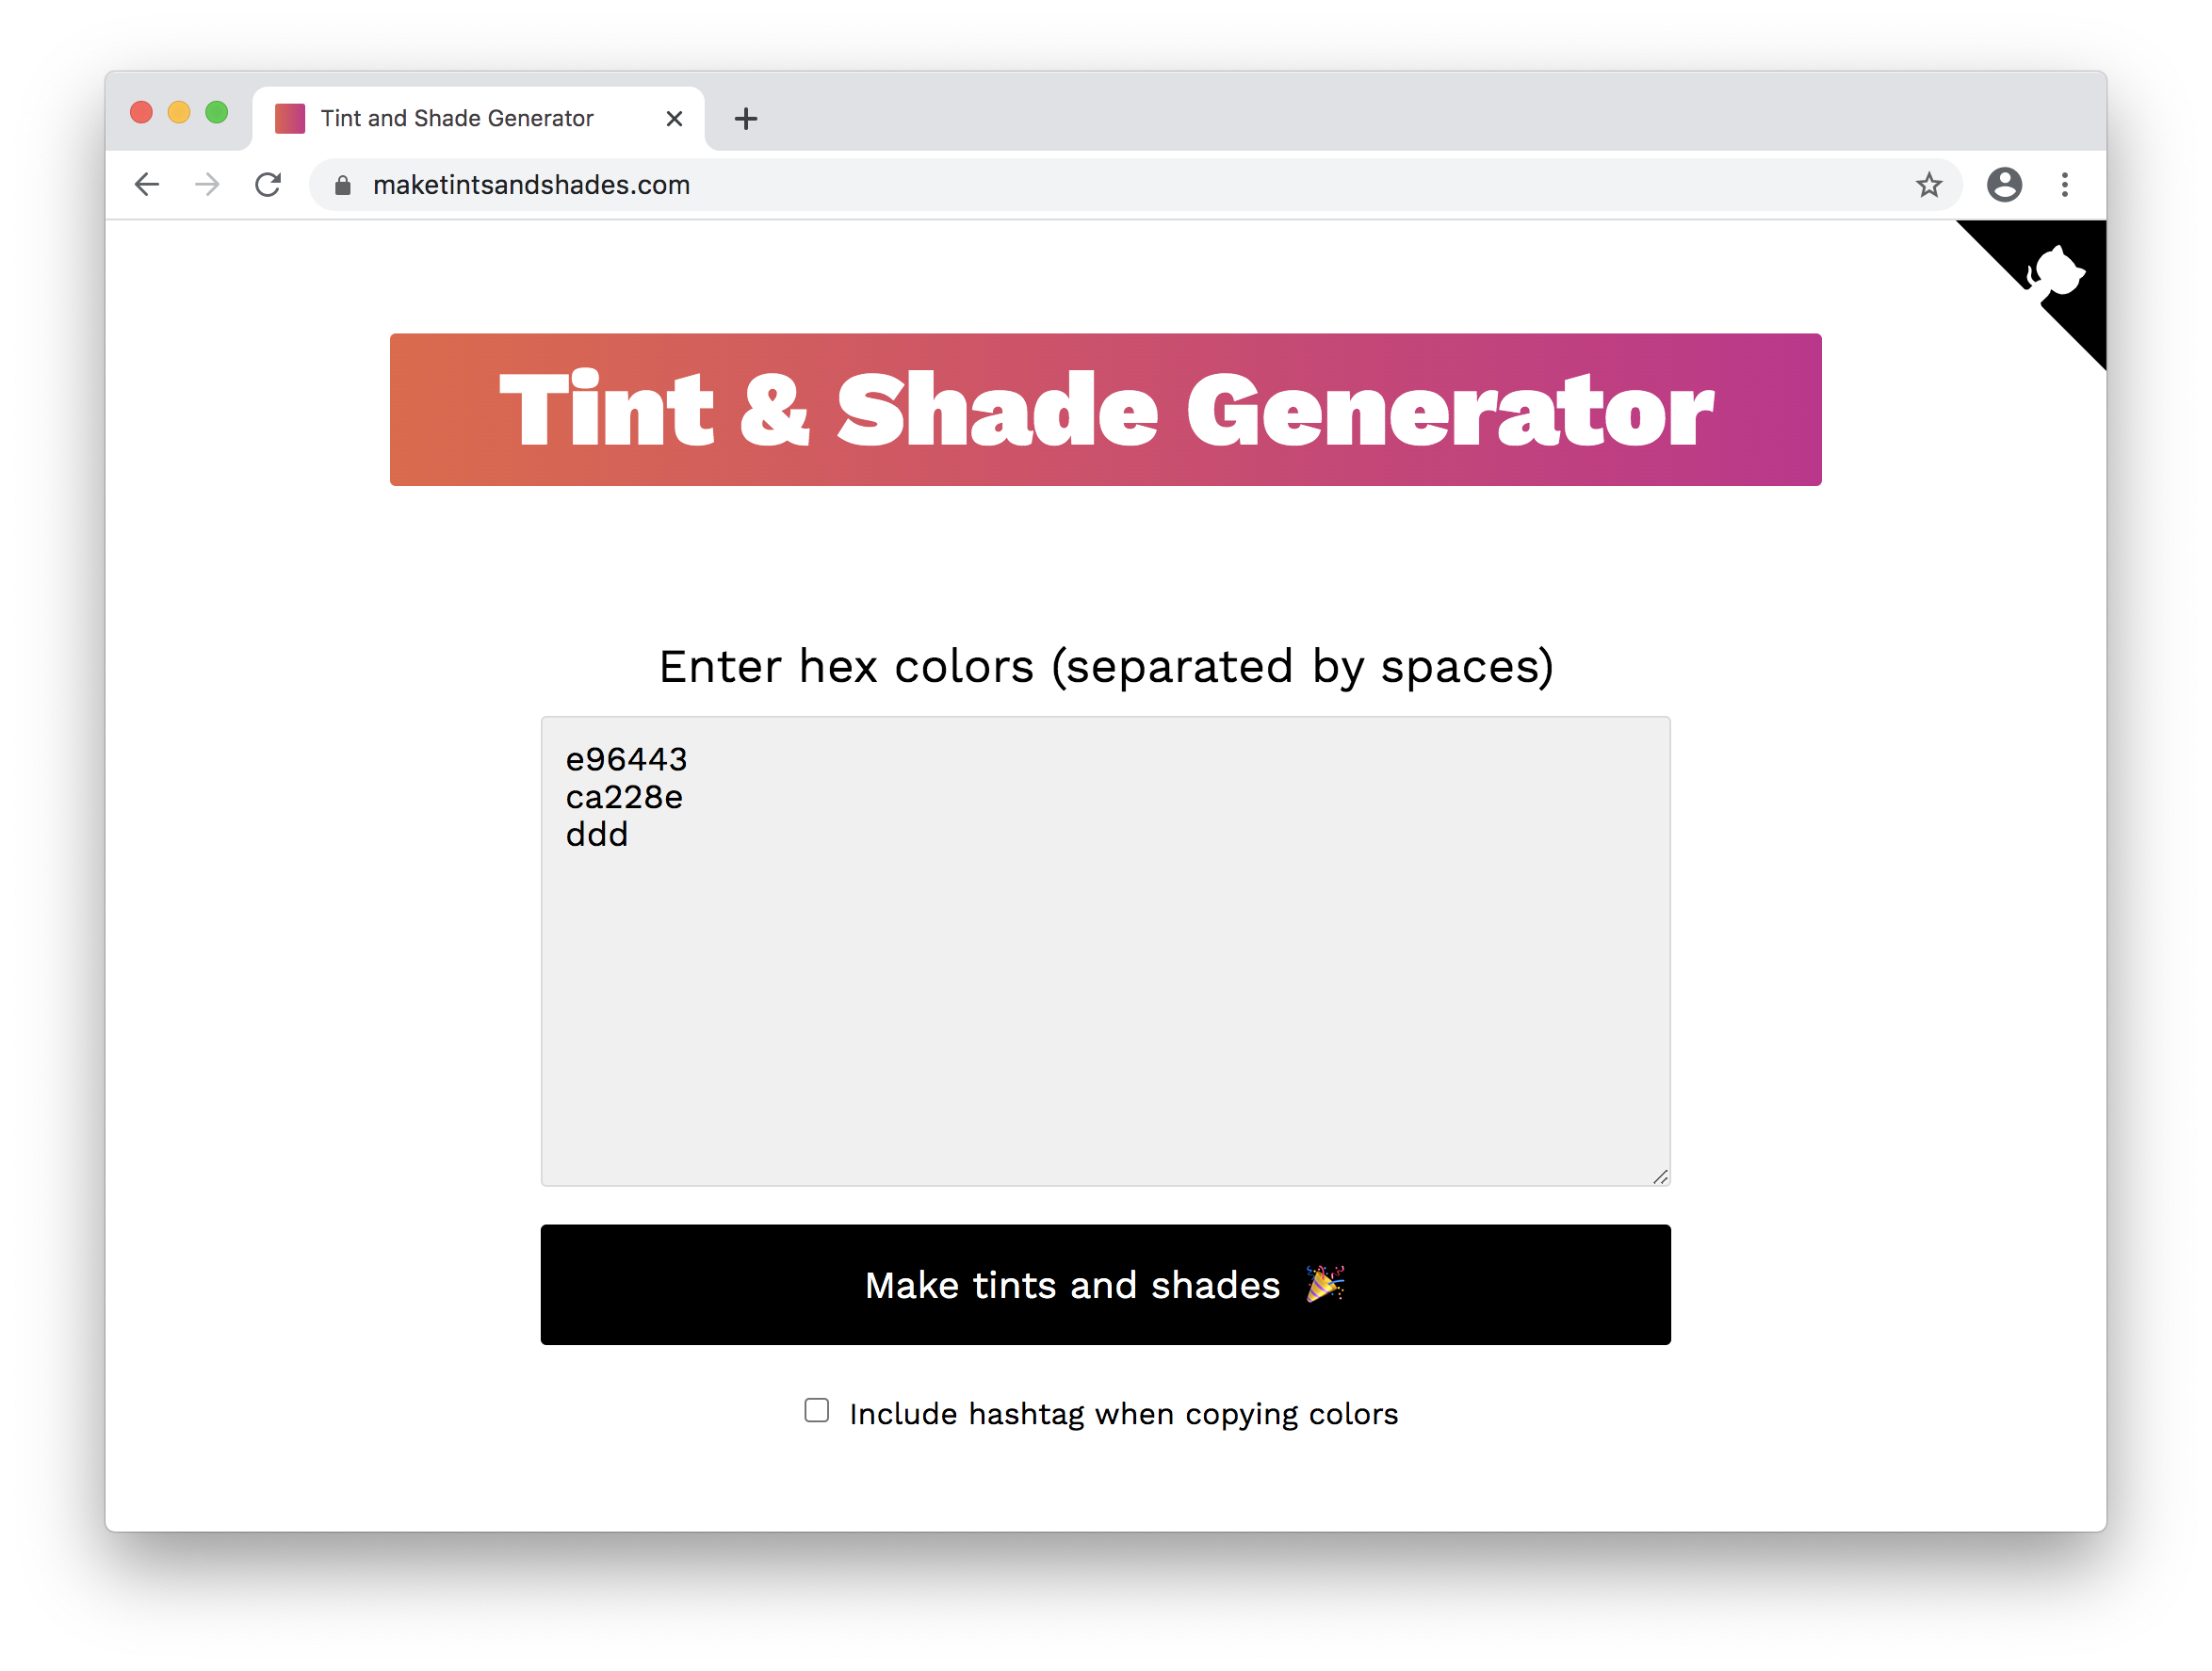 Tint and Shade Generator
maketintsandshades.com
Tint & Shade Generator
Enter hex colors (separated by spaces)
e96443
ca228e
ddd
Make tints and shades 🎉
Include hashtag when copying colors